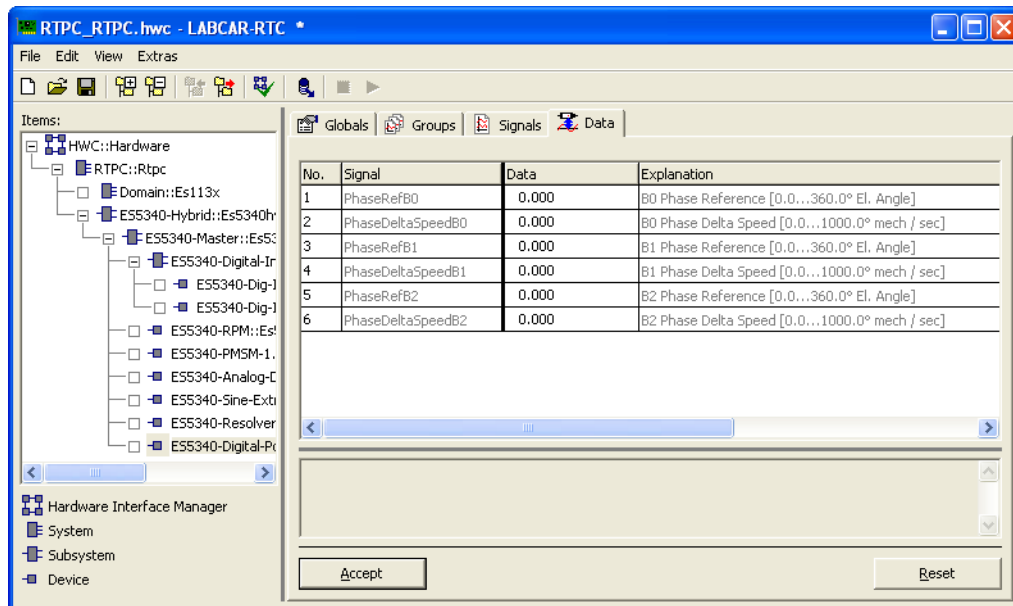 RTPC_RTPC.hwc - LABCAR-RTC *
File Edit View Extras
Items:
HWC::Hardware
RTPC::Rtpc
Domain::Es113x
ES5340-Hybrid::Es5340h
ES5340-Master::Es53
ES5340-Digital-In
ES5340-Dig-I
ES5340-Dig-I
ES5340-RPM::Es5
ES5340-PMSM-1.
ES5340-Analog-D
ES5340-Sine-Ext
ES5340-Resolver
ES5340-Digital-Po
Hardware Interface Manager
System
Subsystem
Device
Globals Groups Signals Data
No. Signal Data Explanation
1 PhaseRefB0 0.000 B0 Phase Reference [0.0...360.0° El. Angle]
2 PhaseDeltaSpeedB0 0.000 B0 Phase Delta Speed [0.0...1000.0° mech / sec]
3 PhaseRefB1 0.000 B1 Phase Reference [0.0...360.0° El. Angle]
4 PhaseDeltaSpeedB1 0.000 B1 Phase Delta Speed [0.0...1000.0° mech / sec]
5 PhaseRefB2 0.000 B2 Phase Reference [0.0...360.0° El. Angle]
6 PhaseDeltaSpeedB2 0.000 B2 Phase Delta Speed [0.0...1000.0° mech / sec]
Accept Reset